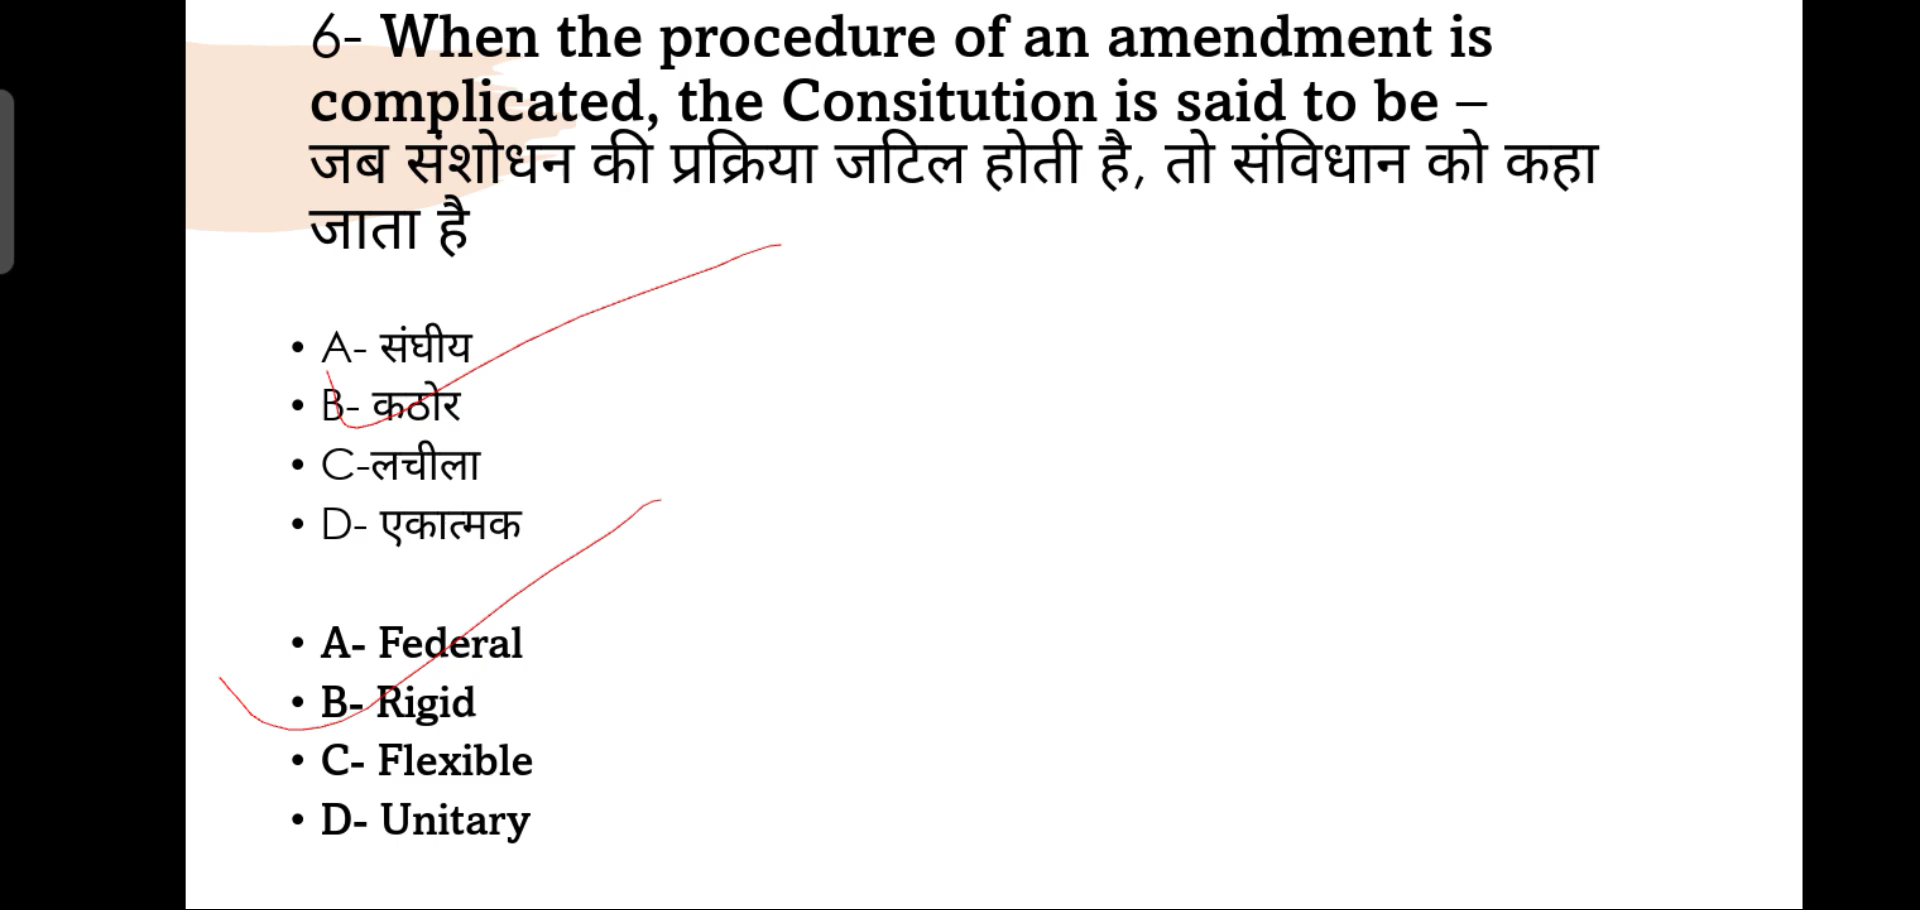 6- When the procedure of an amendment is
complicated, the Consitution is said to be –
जब संशोधन की प्रक्रिया जटिल होती है, तो संविधान को कहा
जाता है
• A- संघीय
• B- कठोर
• C-लचीला
• D- एकात्मक
• A- Federal
• B- Rigid
• C- Flexible
• D- Unitary